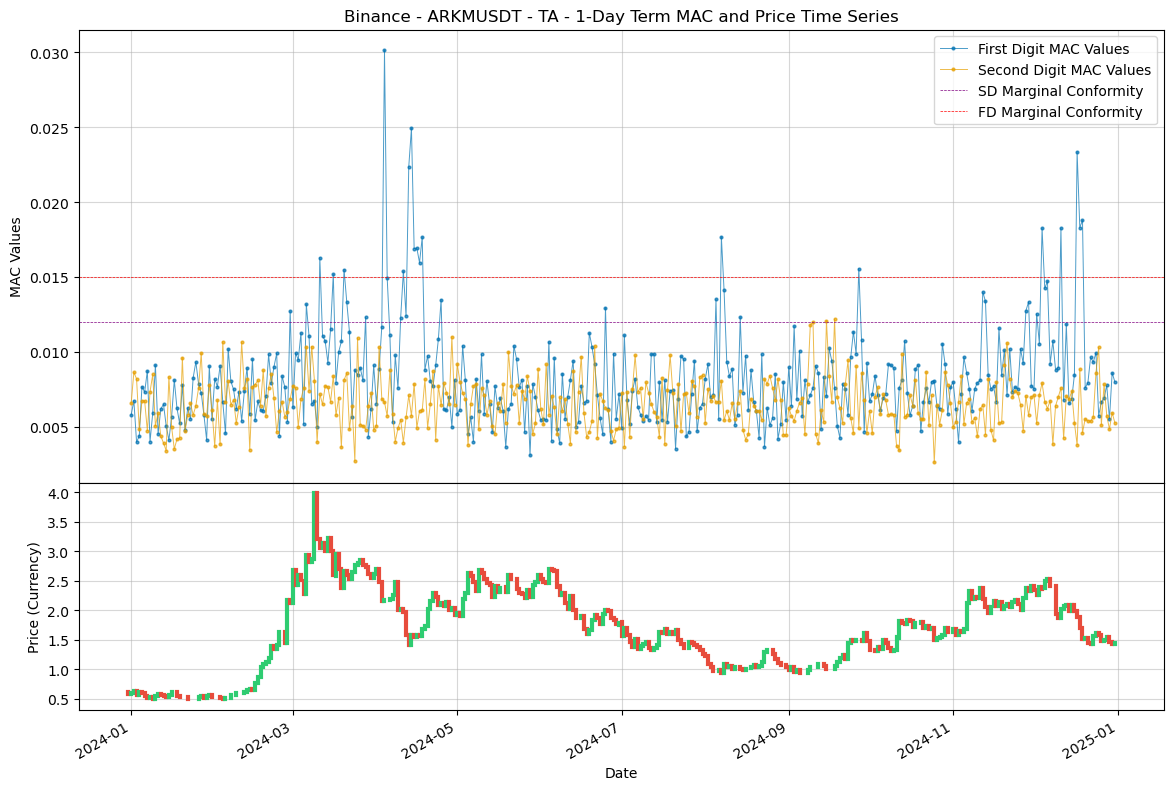 Binance - ARKMUSDT - TA - 1-Day Term MAC and Price Time Series
First Digit MAC Values
Second Digit MAC Values
SD Marginal Conformity
FD Marginal Conformity
MAC Values
0.030
0.025
0.020
0.015
0.010
0.005
Price (Currency)
4.0
3.5
3.0
2.5
2.0
1.5
1.0
0.5
2024-01
2024-03
2024-05
2024-07
2024-09
2024-11
2025-01
Date